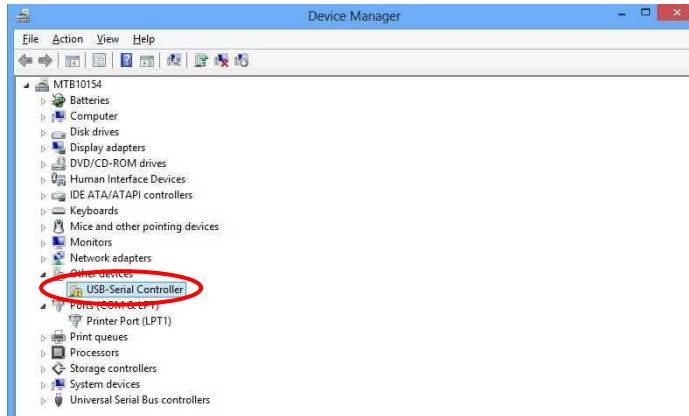 Device Manager
File Action View Help
MTB10154
Batteries
Computer
Disk drives
Display adapters
DVD/CD-ROM drives
Human Interface Devices
IDE ATA/ATAPI controllers
Keyboards
Mice and other pointing devices
Monitors
Network adapters
Other devices
USB-Serial Controller
Ports (COM & LPT)
Printer Port (LPT1)
Print queues
Processors
Storage controllers
System devices
Universal Serial Bus controllers